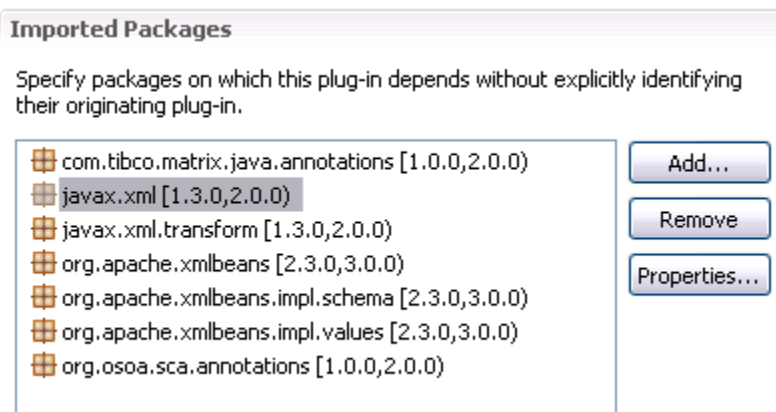 Imported Packages
Specify packages on which this plug-in depends without explicitly identifying
their originating plug-in.
com.tibco.matrix.java.annotations [1.0.0,2.0.0)
Add...
javax.xml [1.3.0,2.0.0)
Remove
javax.xml.transform [1.3.0,2.0.0)
org.apache.xmlbeans [2.3.0,3.0.0)
Properties...
org.apache.xmlbeans.impl.schema [2.3.0,3.0.0)
org.apache.xmlbeans.impl.values [2.3.0,3.0.0)
org.osoa.sca.annotations [1.0.0,2.0.0)